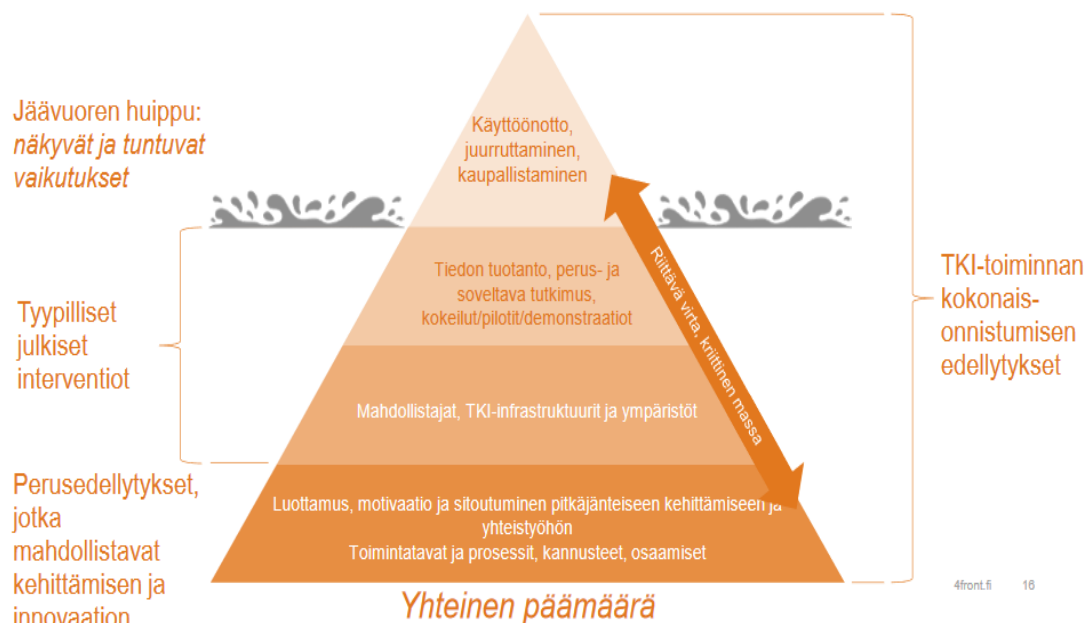 Jäävuoren huippu:
näkyvät ja tuntuvat
vaikutukset
Käyttöönotto,
juurruttaminen,
kaupallistaminen
Tyypilliset
julkiset
interventiot
Tiedon tuotanto, perus- ja
soveltava tutkimus,
kokeilut/pilotit/demonstraatiot
Mahdollistajat, TKI-infrastruktuurit ja ympäristöt
Riittävä virta, kriittinen massa
TKI-toiminnan
kokonais-
onnistumisen
edellytykset
Perusedellytykset,
jotka
mahdollistavat
kehittämisen ja
innovaation
Luottamus, motivaatio ja sitoutuminen pitkäjänteiseen kehittämiseen ja
yhteistyöhön
Toimintatavat ja prosessit, kannusteet, osaamiset
Yhteinen päämäärä
4front.fi 16